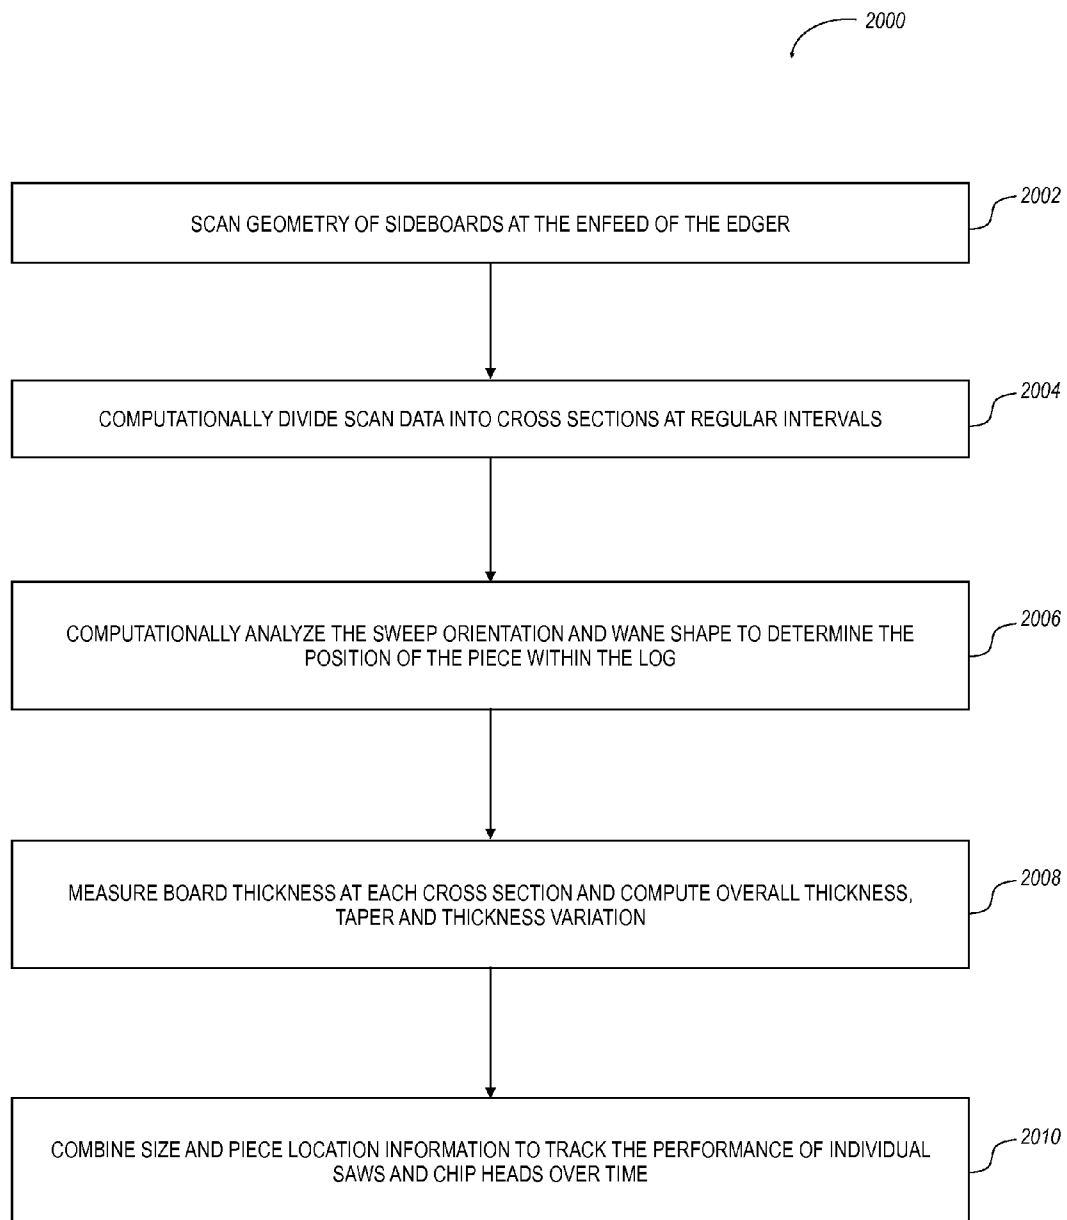 2000
SCAN GEOMETRY OF SIDEBOARDS AT THE ENFEED OF THE EDGER
2002
COMPUTATIONALLY DIVIDE SCAN DATA INTO CROSS SECTIONS AT REGULAR INTERVALS
2004
COMPUTATIONALLY ANALYZE THE SWEEP ORIENTATION AND WANE SHAPE TO DETERMINE THE
POSITION OF THE PIECE WITHIN THE LOG
2006
MEASURE BOARD THICKNESS AT EACH CROSS SECTION AND COMPUTE OVERALL THICKNESS,
TAPER AND THICKNESS VARIATION
2008
COMBINE SIZE AND PIECE LOCATION INFORMATION TO TRACK THE PERFORMANCE OF INDIVIDUAL
SAWS AND CHIP HEADS OVER TIME
2010